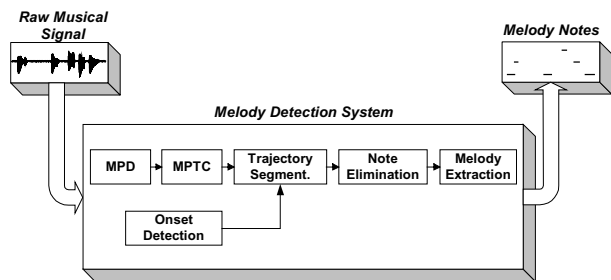 Raw Musical
Signal
Melody Notes
Melody Detection System
MPD
MPTC
Trajectory
Segment.
Note
Elimination
Melody
Extraction
Onset
Detection